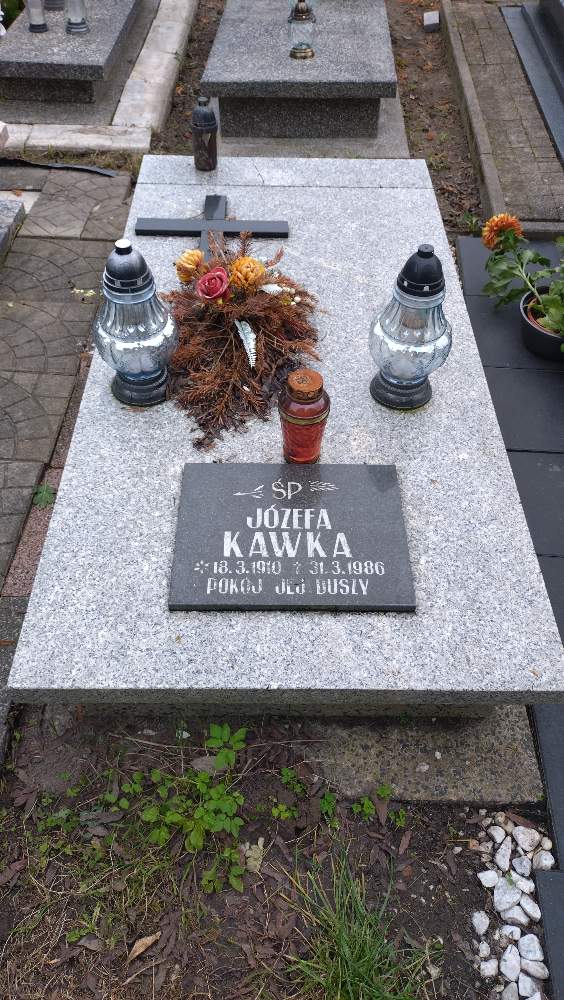 ŚP
JÓZEFA
KAWKA
* 18.3.1910 † 31.3.1986
POKÓJ JEJ DUSZY